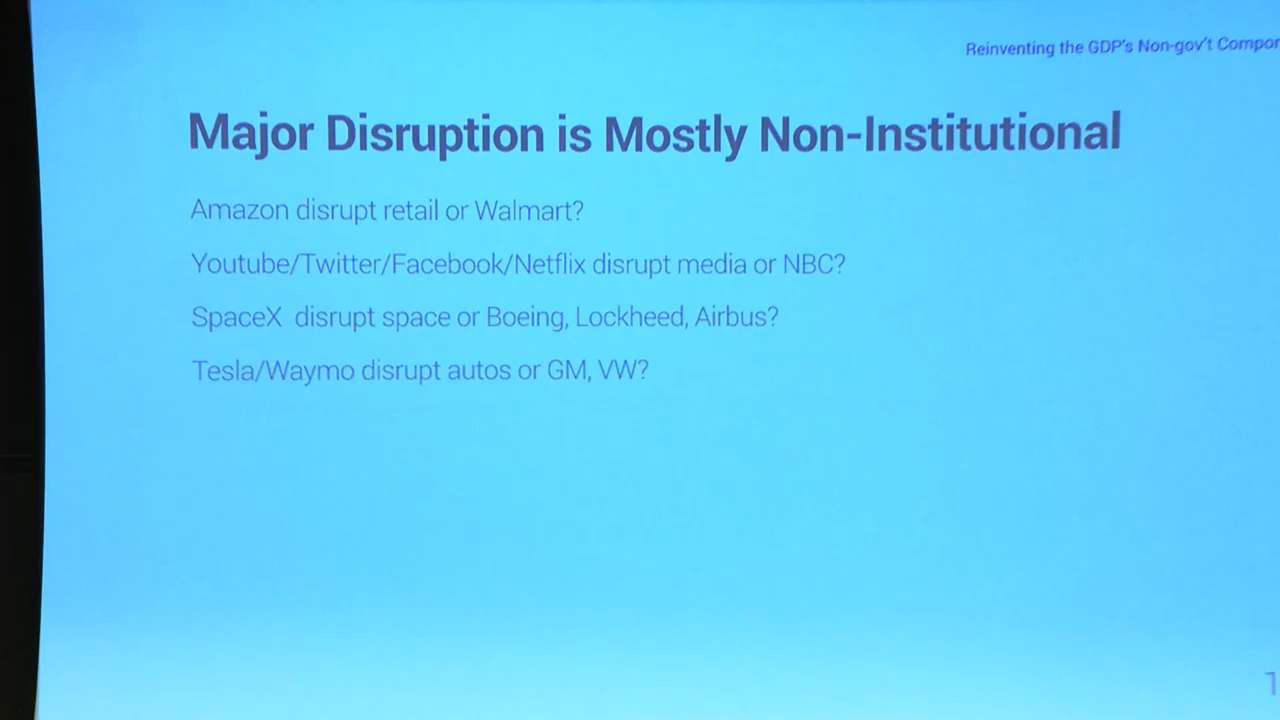 Reinventing the GDP's Non-gov't
Major Disruption is Mostly Non-Institutional
Amazon disrupt retail or Walmart?
Youtube/Twitter/Facebook/Netflix disrupt media or NBC?
SpaceX disrupt space or Boeing, Lockheed, Airbus?
Tesla/Waymo disrupt autos or GM, VW?